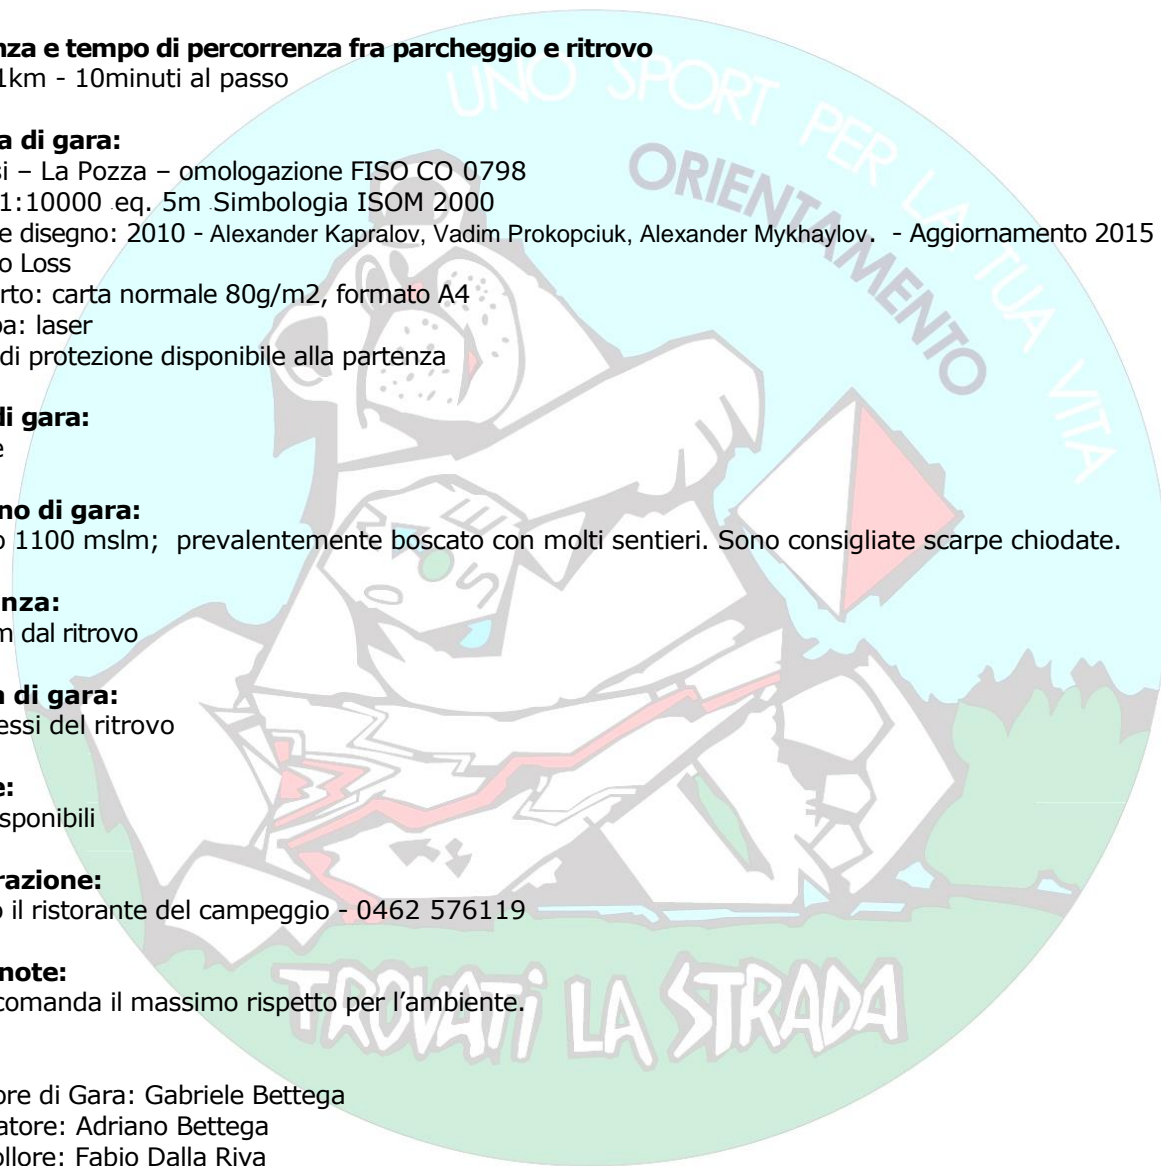 nza e tempo di percorrenza fra parcheggio e ritrovo
1km - 10minuti al passo
a di gara:
si – La Pozza – omologazione FISO CO 0798
1:10000 .eq. 5m .Simbologia ISOM 2000
e disegno: 2010 - Alexander Kapralov, Vadim Prokopciuk, Alexander Mykhaylov. - Aggiornamento 2015
o Loss
rto: carta normale 80g/m2, formato A4
pa: laser
di protezione disponibile alla partenza
di gara:
e
no di gara:
o 1100 mslm; prevalentemente boscato con molti sentieri. Sono consigliate scarpe chiodate.
nza:
m dal ritrovo
a di gara:
essi del ritrovo
e:
sponibili
razione:
o il ristorante del campeggio - 0462 576119
note:
comanda il massimo rispetto per l’ambiente.
ore di Gara: Gabriele Bettega
atore: Adriano Bettega
ollore: Fabio Dalla Riva
UNO SPORT PER LA TUA VITA
ORIENTAMENTO
N E S O
TROVATI LA STRADA